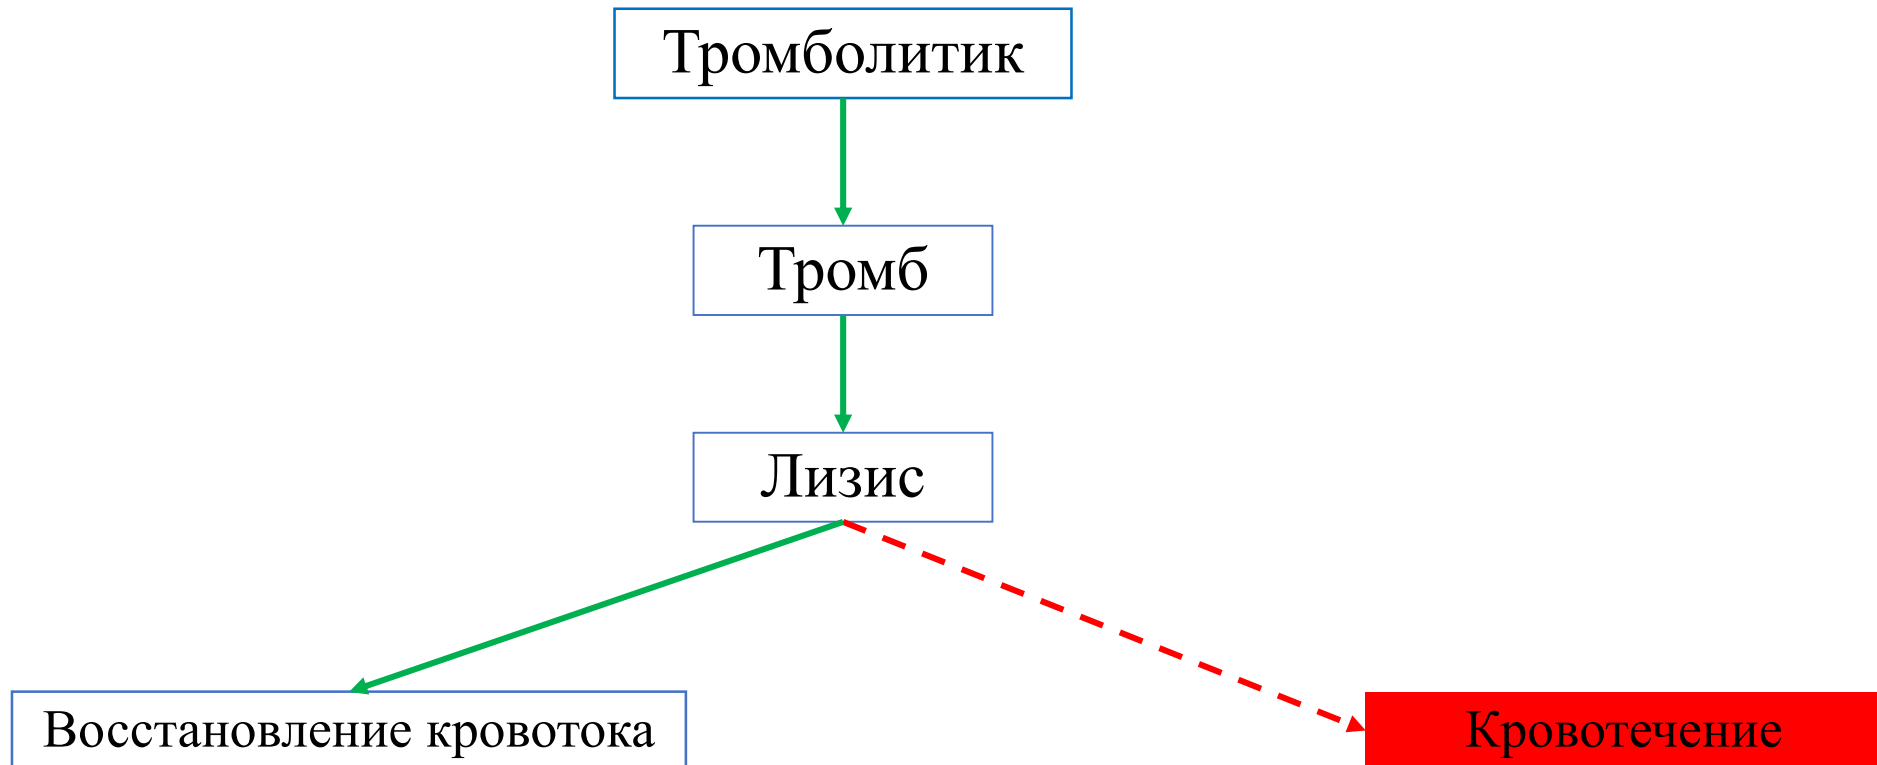 Тромболитик
Тромб
Лизис
Восстановление кровотока
Кровотечение